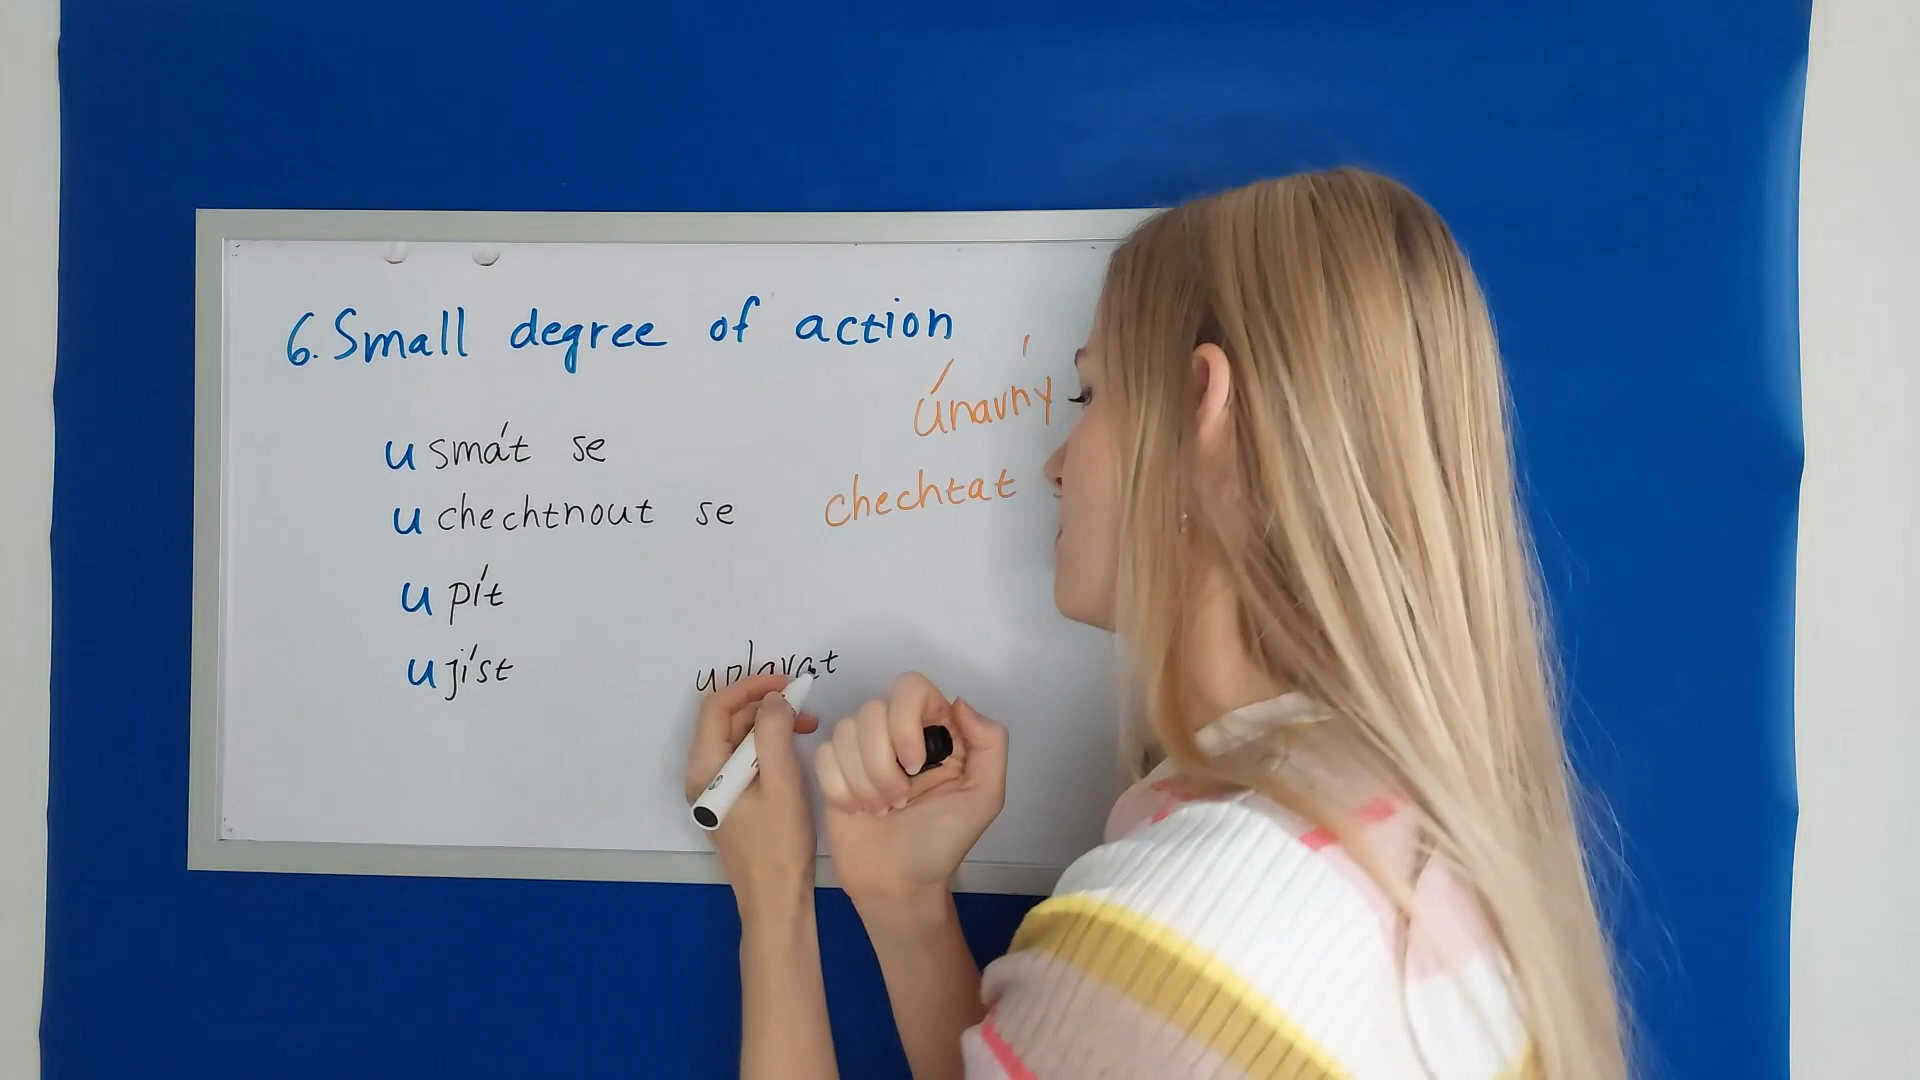 6. Small degree of action
únavný
usmát se
uchechtnout se
chechtat
upít
ujíst
uplavat